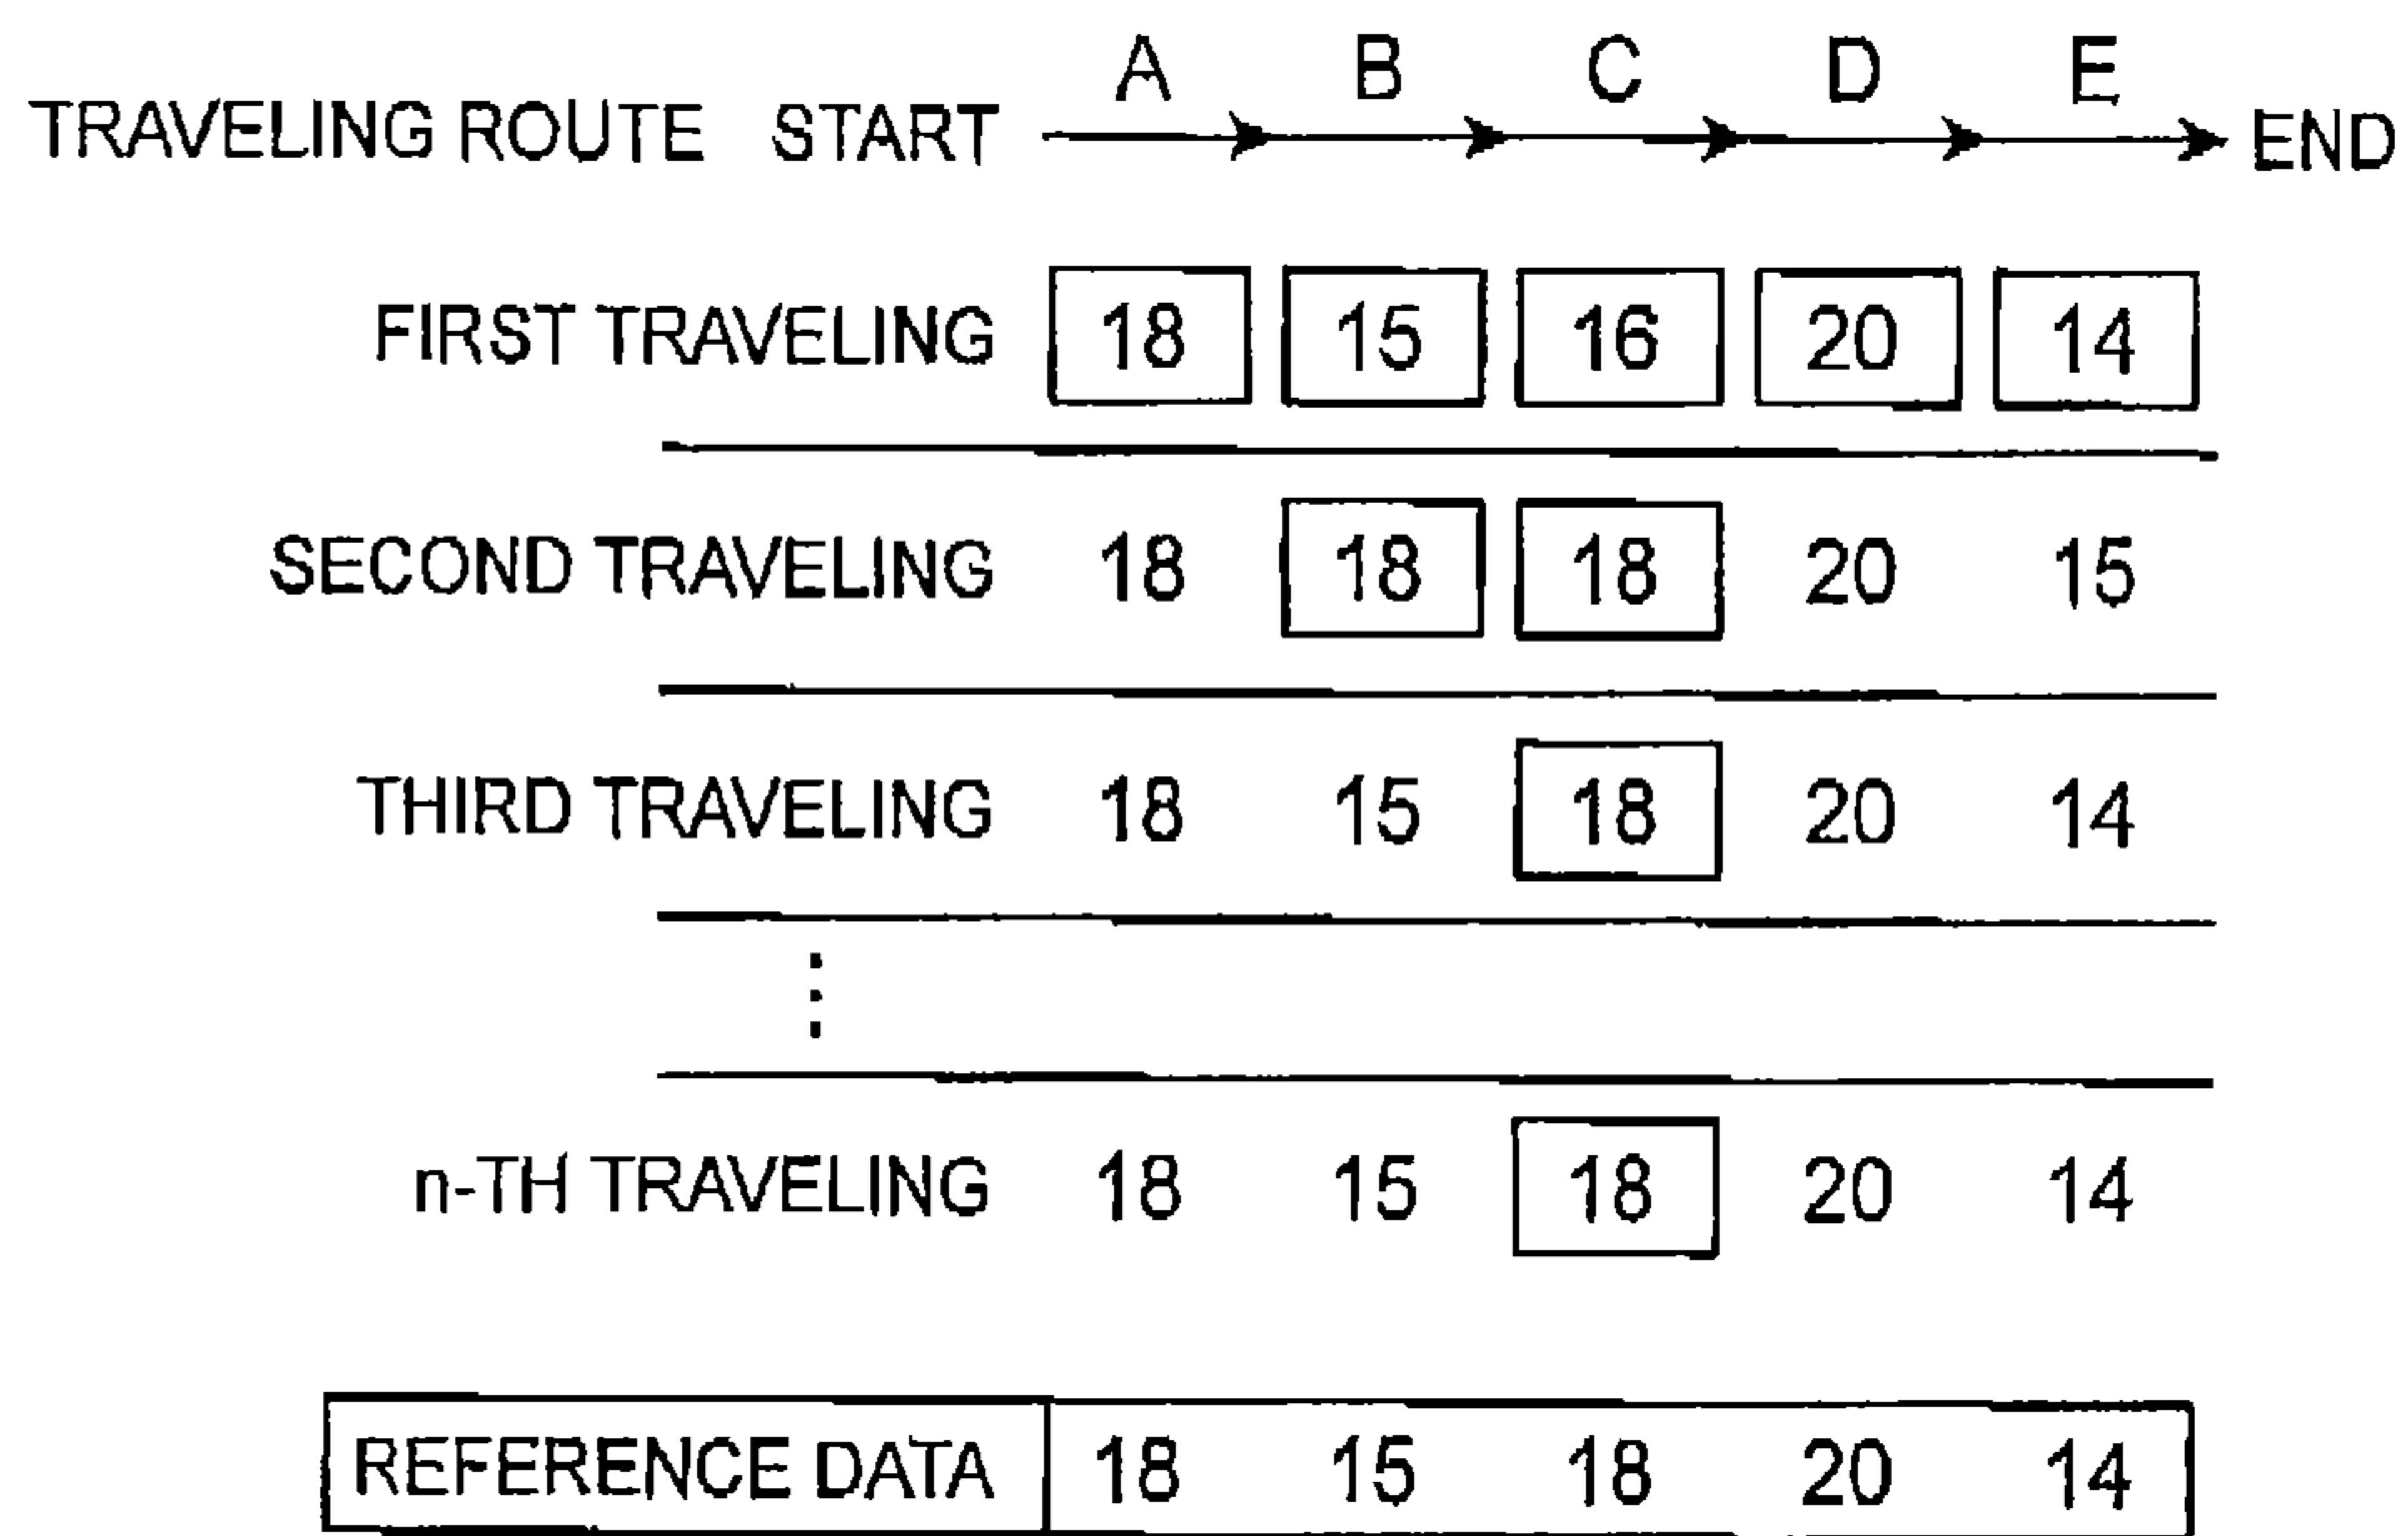 A B C D E
TRAVELING ROUTE START END
FIRST TRAVELING 18 15 16 20 14
SECOND TRAVELING 18 18 18 20 15
THIRD TRAVELING 18 15 18 20 14
n-TH TRAVELING 18 15 18 20 14
REFERENCE DATA 18 15 18 20 14